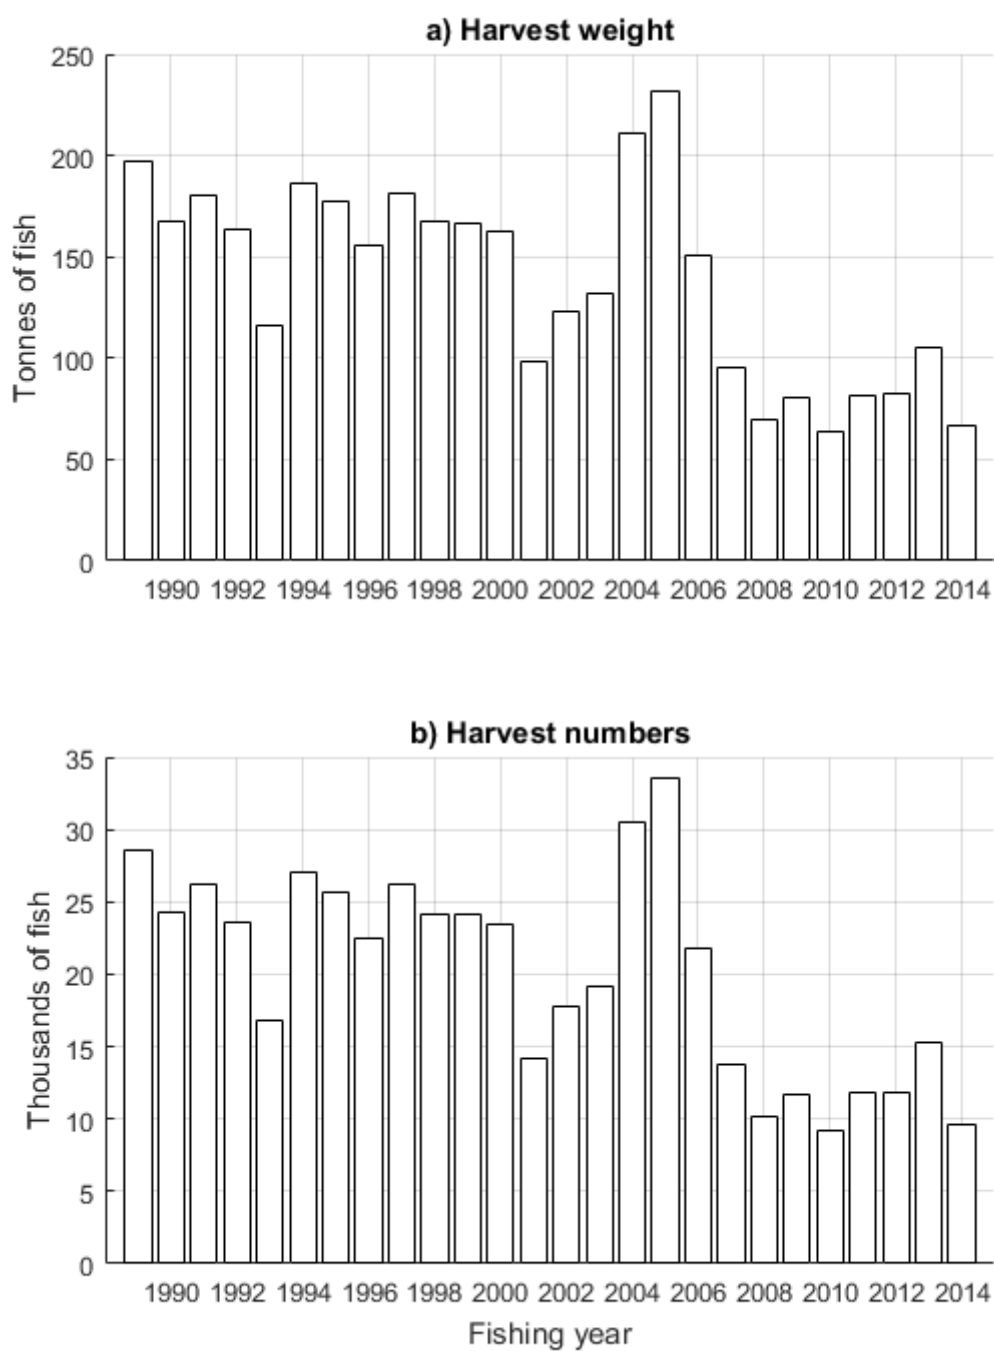 a) Harvest weight
Tonnes of fish
250
200
150
100
50
0
1990 1992 1994 1996 1998 2000 2002 2004 2006 2008 2010 2012 2014
b) Harvest numbers
Thousands of fish
35
30
25
20
15
10
5
0
1990 1992 1994 1996 1998 2000 2002 2004 2006 2008 2010 2012 2014
Fishing year